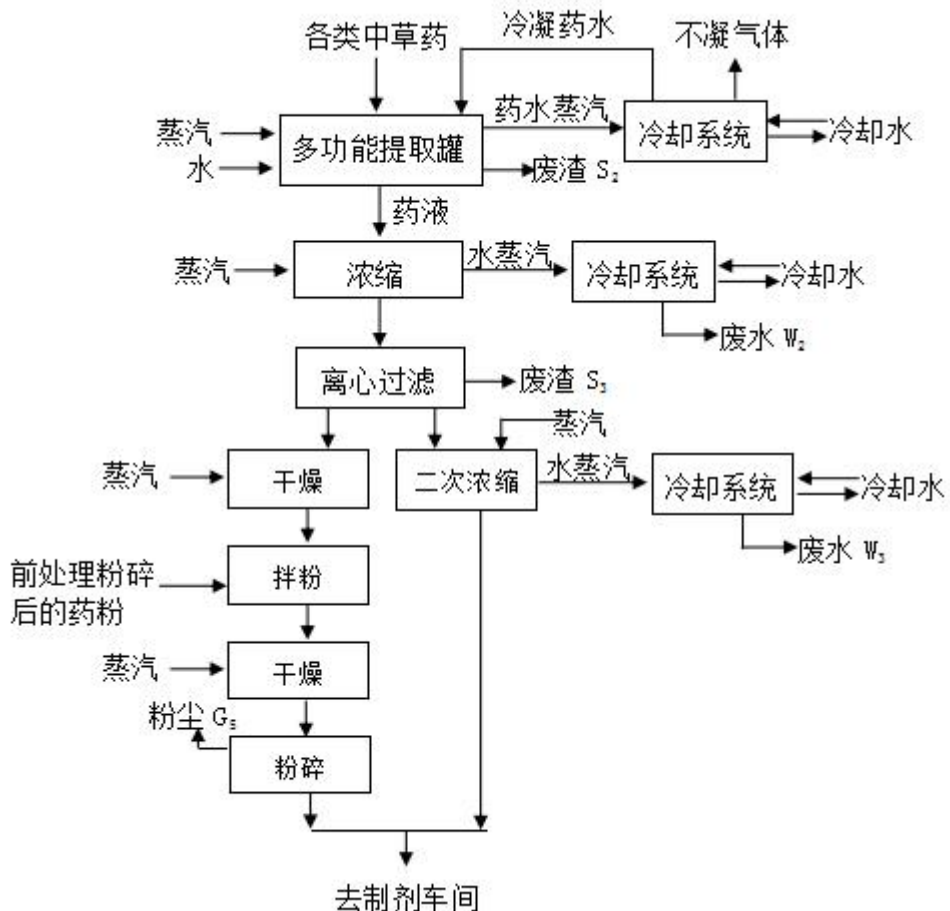 各类中草药
冷凝药水
不凝气体
蒸汽
水
多功能提取罐
药水蒸汽
冷却系统
冷却水
废渣 S₂
药液
蒸汽
浓缩
水蒸汽
冷却系统
冷却水
废水 W₂
离心过滤
废渣 S₃
蒸汽
蒸汽
干燥
二次浓缩
水蒸汽
冷却系统
冷却水
废水 W₃
前处理粉碎
后的药粉
拌粉
蒸汽
干燥
粉尘 G₅
粉碎
去制剂车间